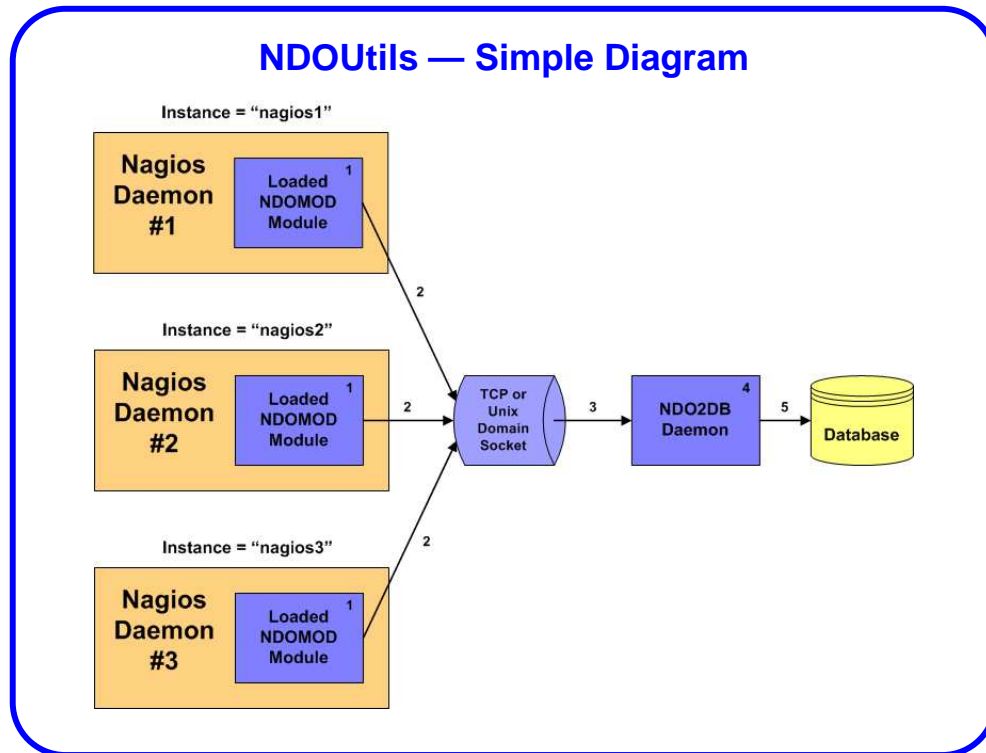 NDOUtils — Simple Diagram
Instance = “nagios1”
Nagios
Daemon
#1
1
Loaded
NDOMOD
Module
2
Instance = “nagios2”
Nagios
Daemon
#2
1
Loaded
NDOMOD
Module
2
TCP or
Unix
Domain
Socket
3
4
NDO2DB
Daemon
5
Database
Instance = “nagios3”
2
Nagios
Daemon
#3
1
Loaded
NDOMOD
Module